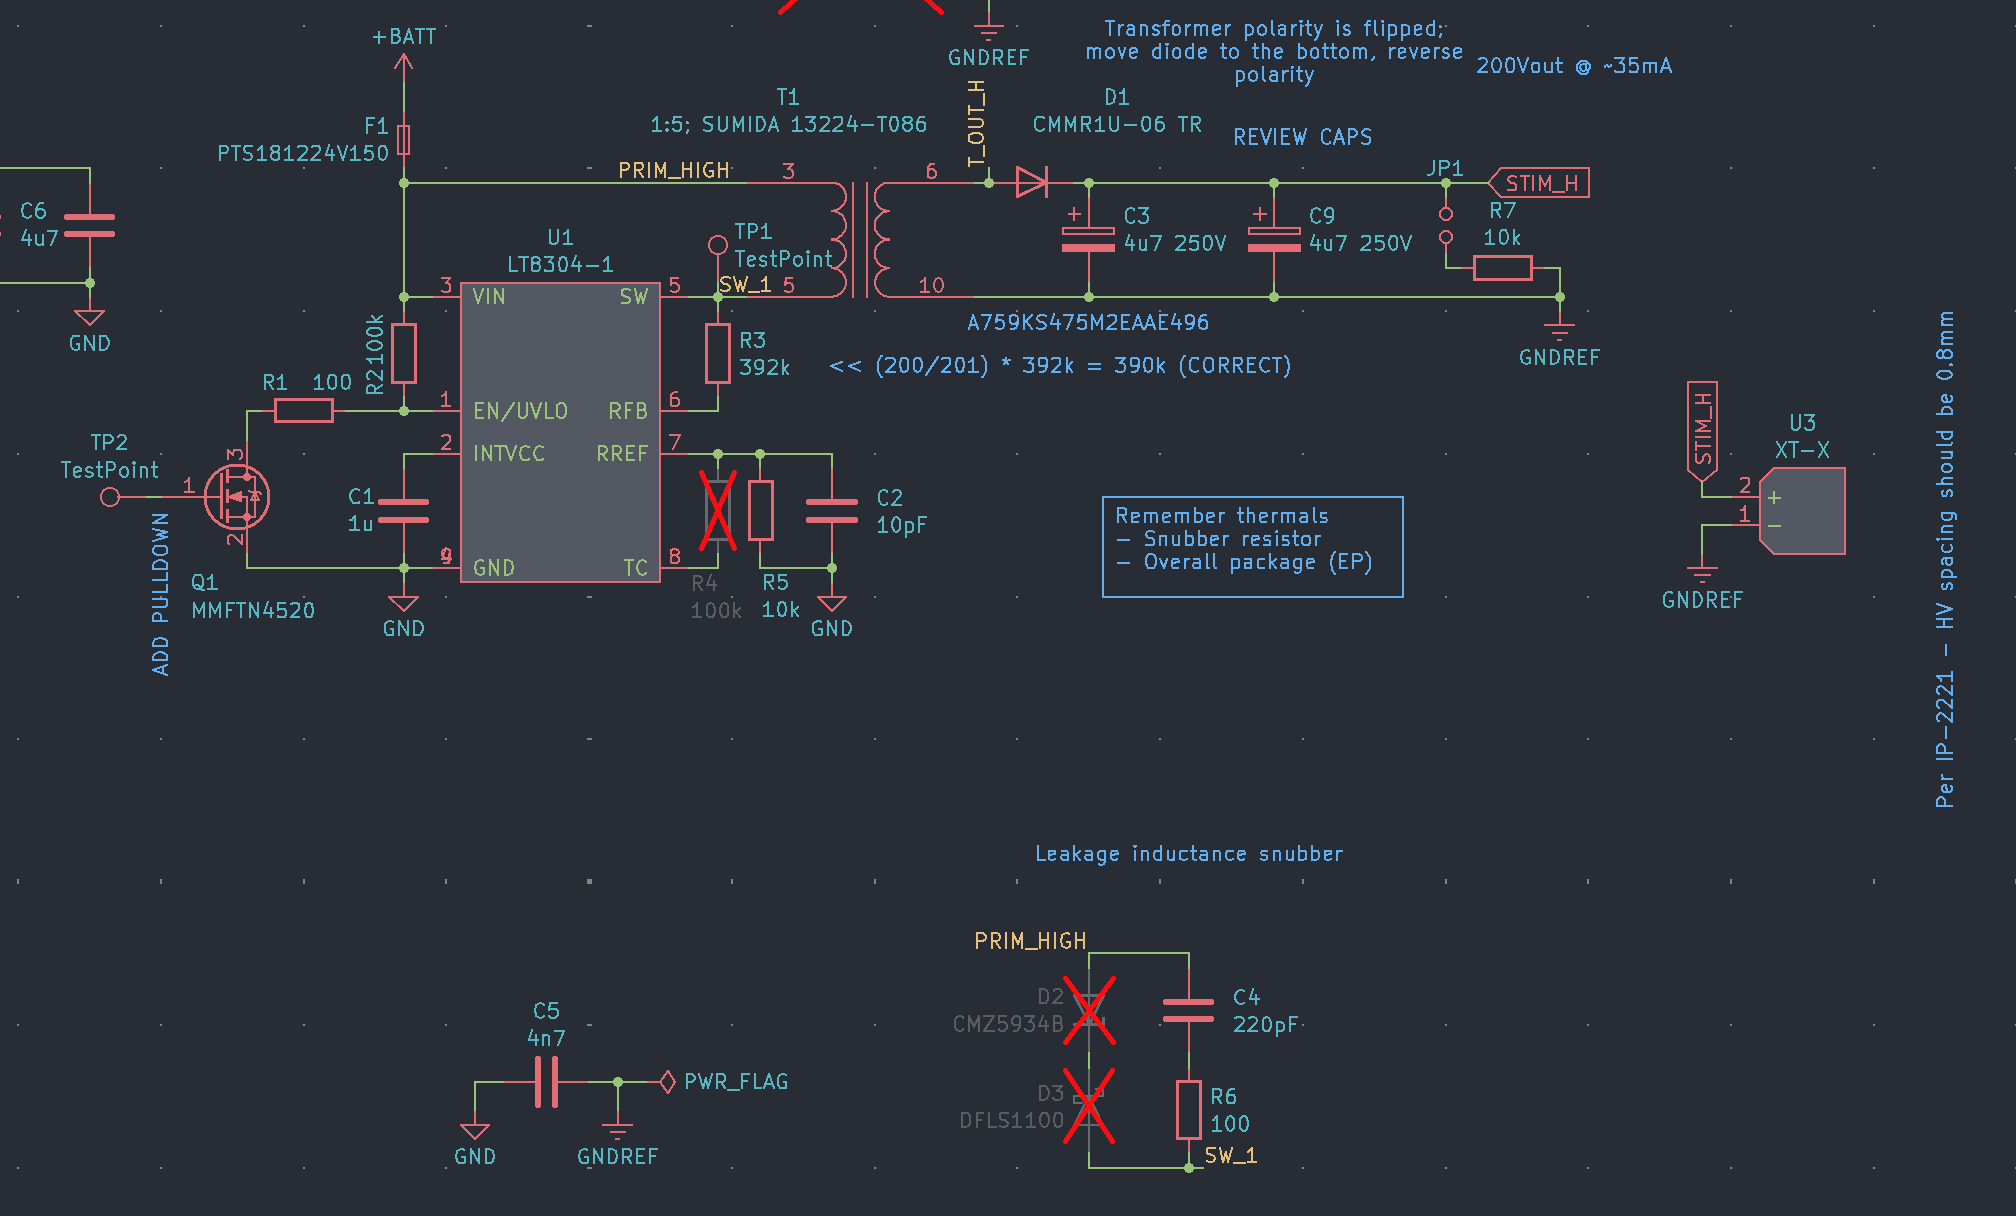 +BATT
F1
PTS181224V150
C6
4u7
GND
GNDREF
Transformer polarity is flipped;
move diode to the bottom, reverse
polarity
200Vout @ ~35mA
T1
1:5; SUMIDA 13224-T086
T_OUT_H
D1
CMMR1U-06 TR
REVIEW CAPS
PRIM_HIGH
3
6
JP1
STIM_H
TP1
TestPoint
SW_1
5
10
C3
4u7 250V
C9
4u7 250V
R7
10k
GNDREF
A759KS475M2EAAE496
<< (200/201) * 392k = 390k (CORRECT)
U1
LT8304-1
3
VIN
SW
5
R2 100k
R3
392k
R1 100
1
EN/UVLO
RFB
6
2
INTVCC
RREF
7
TP2
TestPoint
1
3
2
Q1
MMFTN4520
ADD PULLDOWN
C1
1u
GND
TC
8
GND
R4
100k
R5
10k
C2
10pF
GND
Remember thermals
- Snubber resistor
- Overall package (EP)
STIM_H
U3
XT-X
2
+
1
-
GNDREF
Per IP-2221 - HV spacing should be 0.8mm
Leakage inductance snubber
PRIM_HIGH
D2
CMZ5934B
D3
DFLS1100
C4
220pF
R6
100
SW_1
C5
4n7
PWR_FLAG
GND
GNDREF